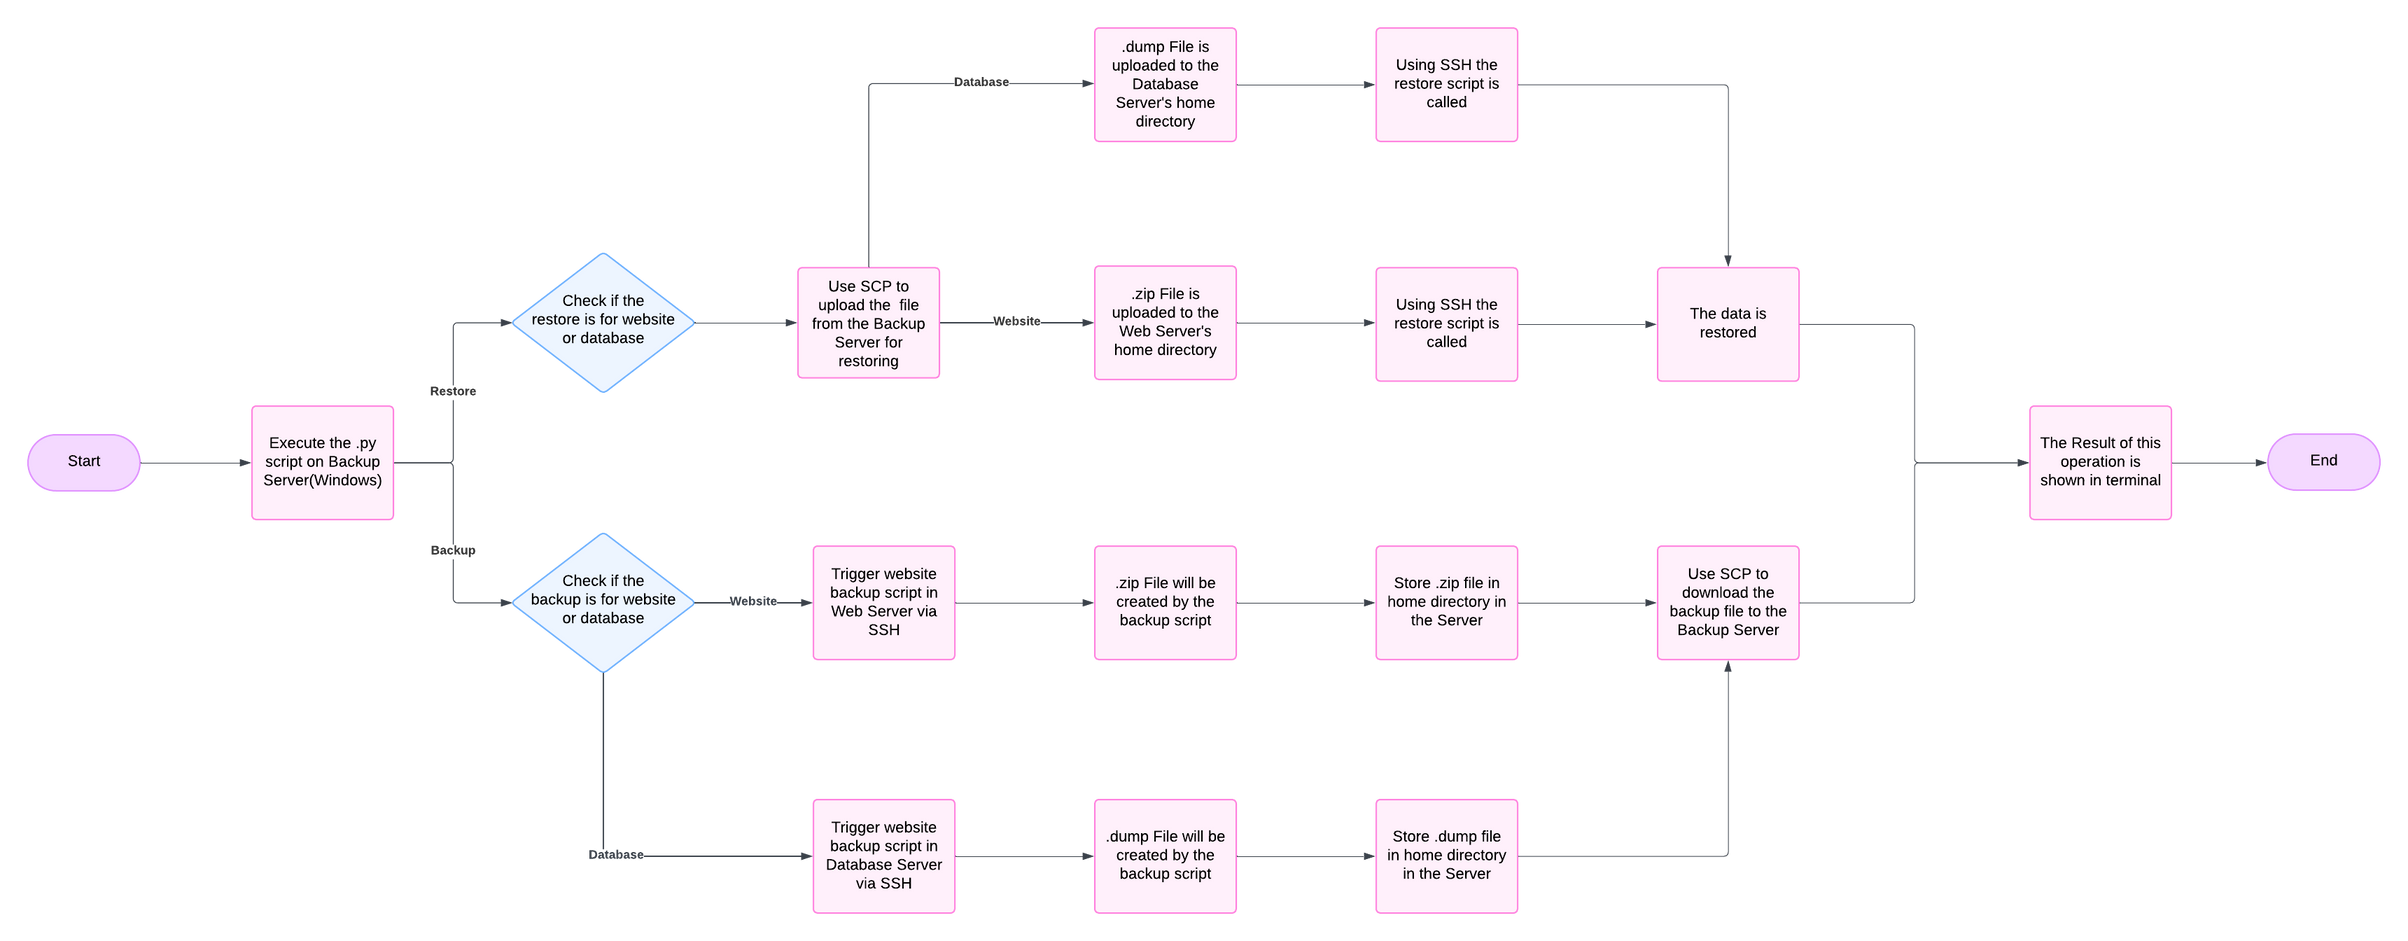 .dump File is
uploaded to the
Database
Server's home
directory
Using SSH the
restore script is
called
Database
Check if the
restore is for website
or database
Use SCP to
upload the  file
from the Backup
Server for
restoring
Website
.zip File is
uploaded to the
Web Server's
home directory
Using SSH the
restore script is
called
The data is
restored
Restore
Start
Execute the .py
script on Backup
Server(Windows)
The Result of this
operation is
shown in terminal
End
Backup
Check if the
backup is for website
or database
Website
Trigger website
backup script in
Web Server via
SSH
.zip File will be
created by the
backup script
Store .zip file in
home directory in
the Server
Use SCP to
download the
backup file to the
Backup Server
Database
Trigger website
backup script in
Database Server
via SSH
.dump File will be
created by the
backup script
Store .dump file
in home directory
in the Server